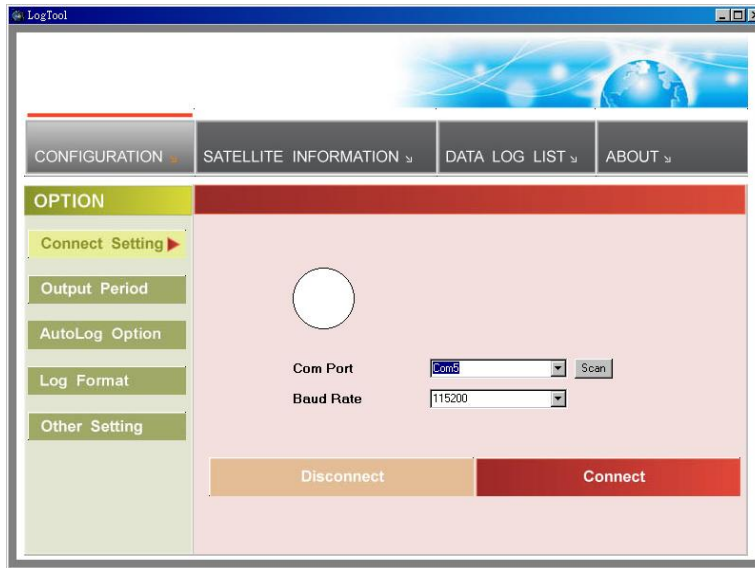 LogTool
CONFIGURATION SATELLITE INFORMATION DATA LOG LIST ABOUT
OPTION
Connect Setting
Output Period
AutoLog Option
Log Format
Other Setting
Com Port Com5 Scan
Baud Rate 115200
Disconnect Connect